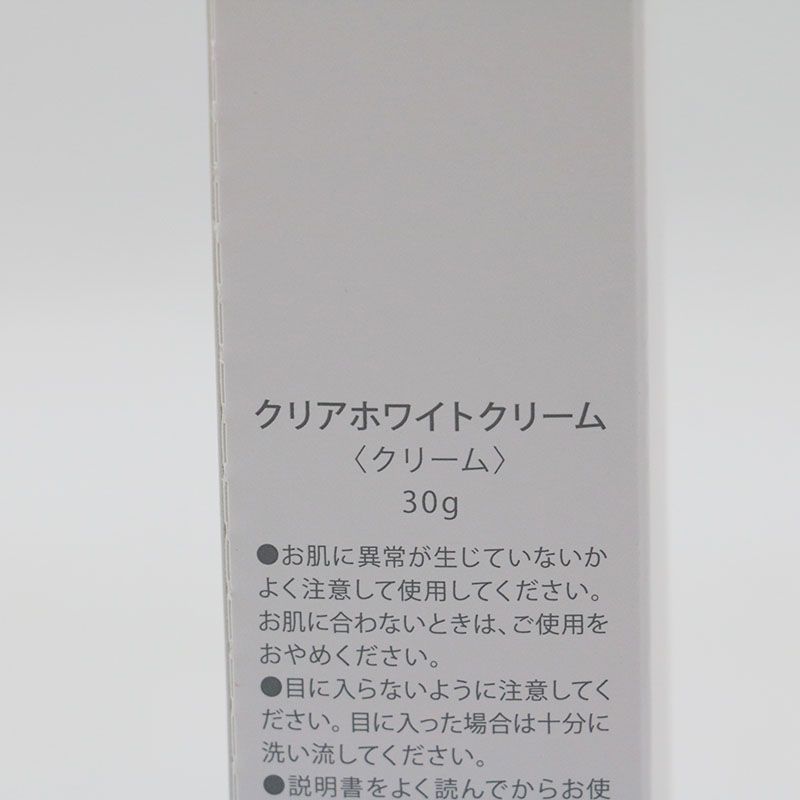 クリアホワイトクリーム
〈クリーム〉
30g
●お肌に異常が生じていないか
よく注意して使用してください。
お肌に合わないときは、ご使用を
おやめください。
●目に入らないように注意してく
ださい。目に入った場合は十分に
洗い流してください。
●説明書をよく読んでからお使